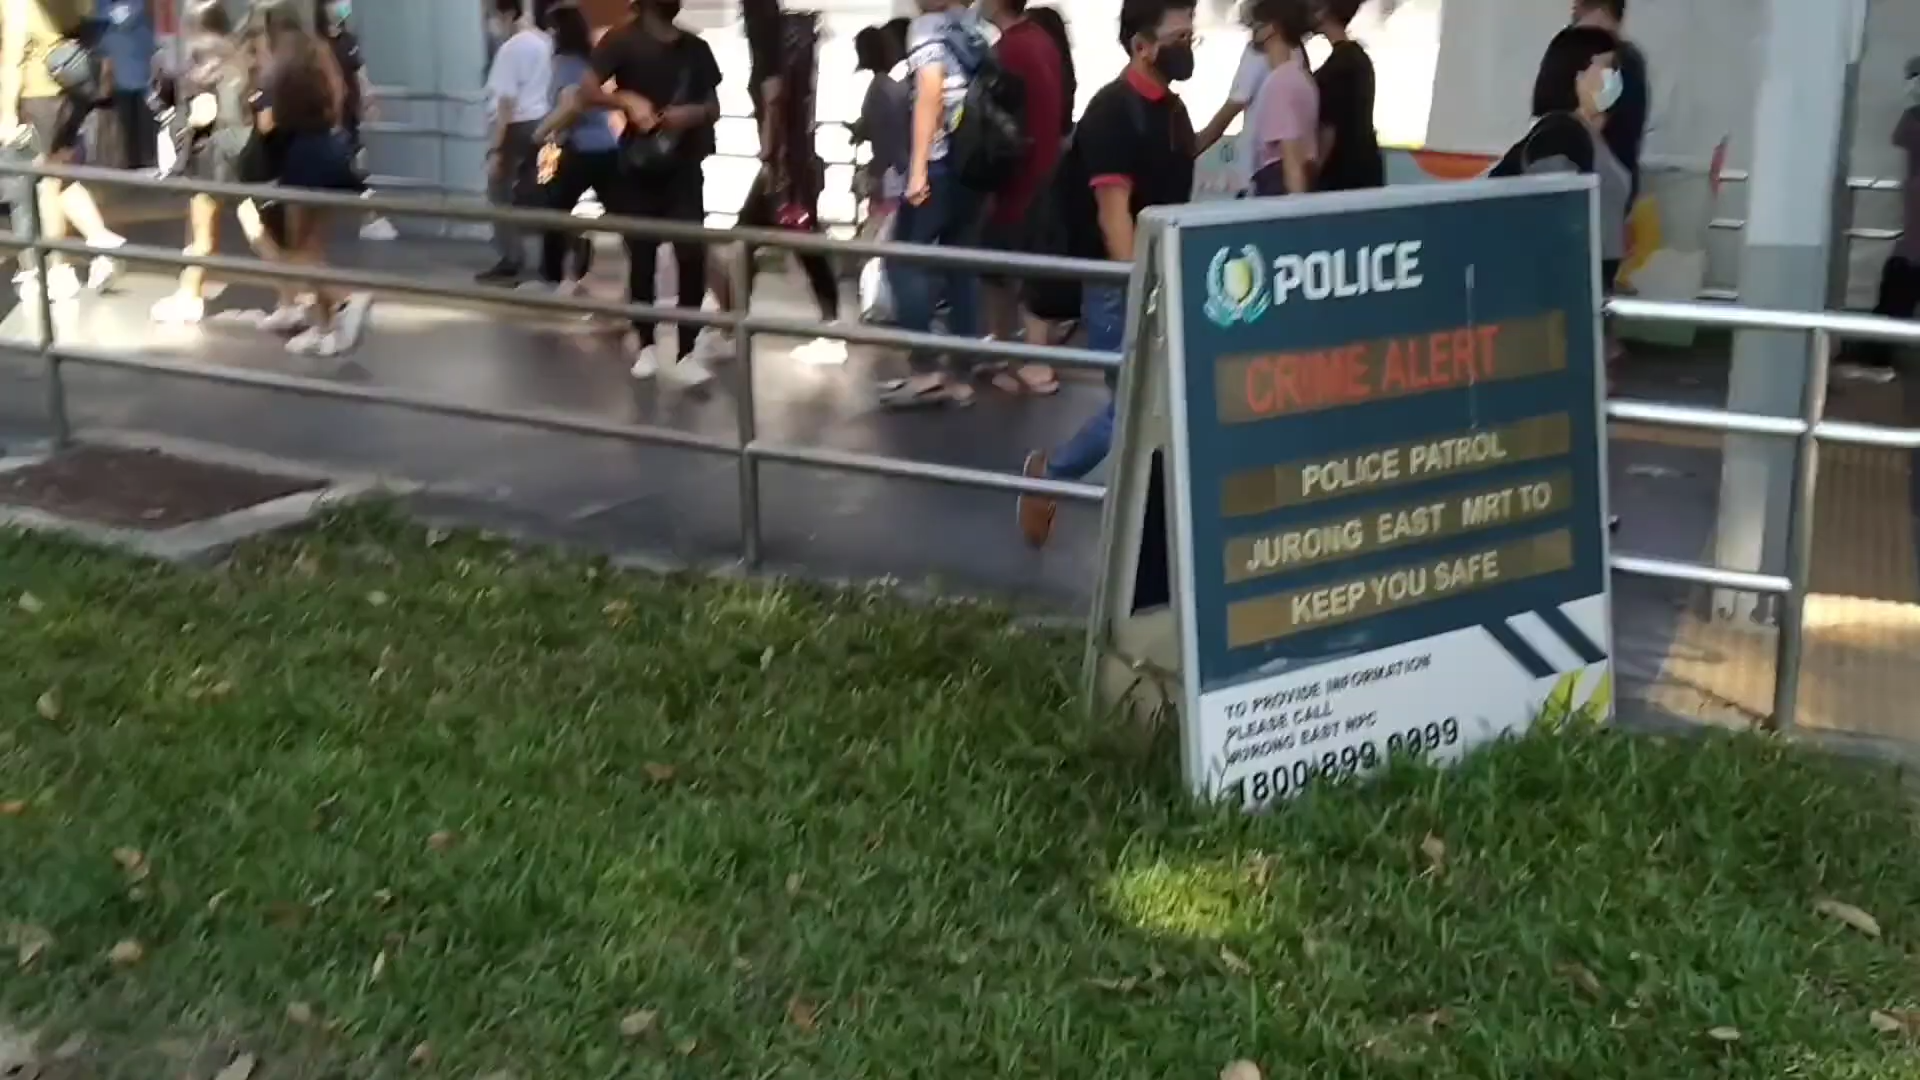 POLICE
CRIME ALERT
POLICE PATROL
JURONG EAST MRT TO
KEEP YOU SAFE
TO PROVIDE INFORMATION
PLEASE CALL
JURONG EAST NPC
1800 899 9999